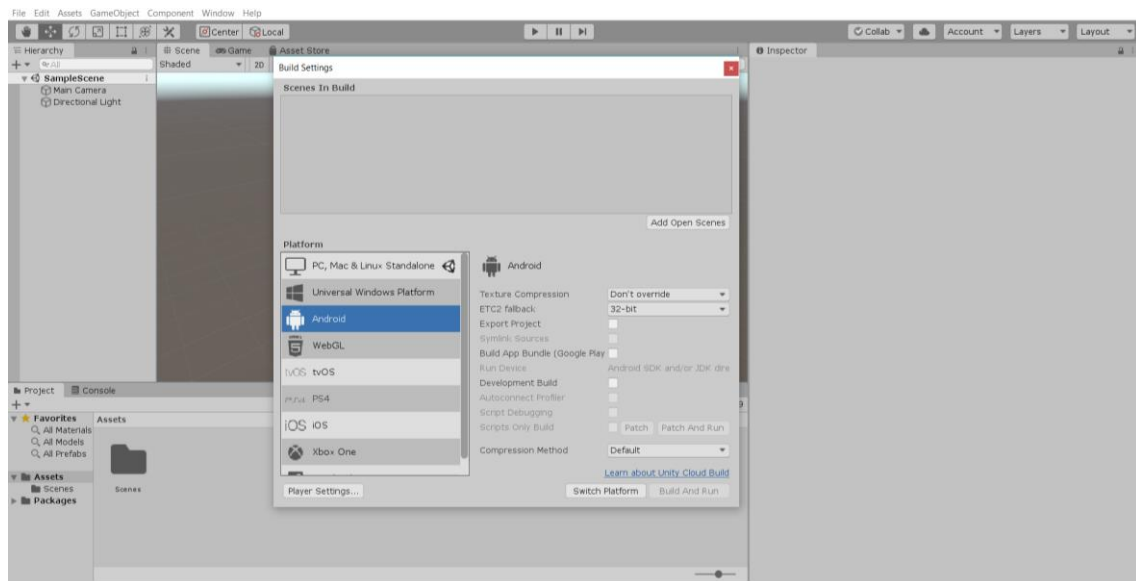 File Edit Assets GameObject Component Window Help
Center Local
Collab Account Layers Layout
Hierarchy
Scene Game Asset Store
Inspector
All
Shaded 2D
Build Settings
SampleScene
Main Camera
Directional Light
Scenes In Build
Add Open Scenes
Platform
PC, Mac & Linux Standalone
Universal Windows Platform
Android
WebGL
tvOS tvOS
PS4
iOS iOS
Xbox One
Android
Texture Compression Don't override
ETC2 fallback 32-bit
Export Project
Symlink Sources
Build App Bundle (Google Play
Run Device Android SDK and/or JDK dire
Development Build
Autoconnect Profiler
Script Debugging
Scripts Only Build Patch Patch And Run
Compression Method Default
Learn about Unity Cloud Build
Player Settings... Switch Platform Build And Run
Project Console
Favorites
All Materials
All Models
All Prefabs
Assets
Scenes
Packages
Assets
Scenes